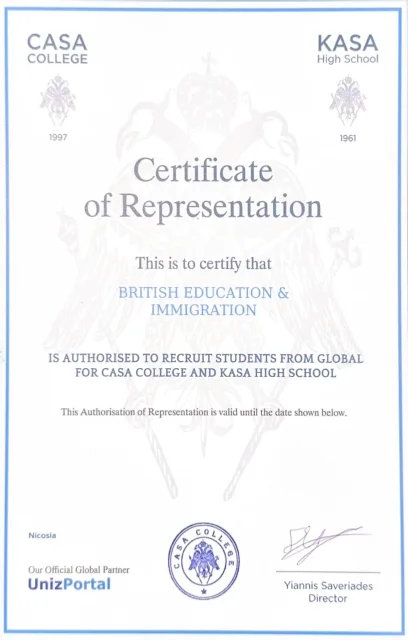 CASA
COLLEGE
1997
KASA
High School
1961
Certificate
of Representation
This is to certify that
BRITISH EDUCATION &
IMMIGRATION
IS AUTHORISED TO RECRUIT STUDENTS FROM GLOBAL
FOR CASA COLLEGE AND KASA HIGH SCHOOL
This Authorisation of Representation is valid until the date shown below.
Nicosia
Our Official Global Partner
UnizPortal
CASA COLLEGE
Yiannis Saveriades
Director